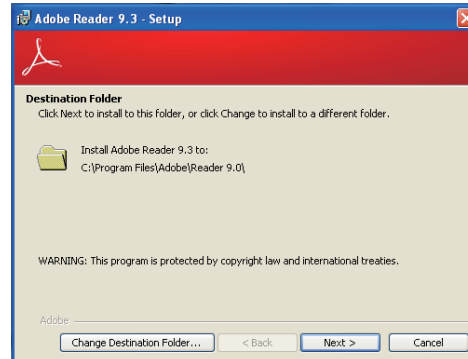 Adobe Reader 9.3 - Setup
Destination Folder
Click Next to install to this folder, or click Change to install to a different folder.
Install Adobe Reader 9.3 to:
C:\Program Files\Adobe\Reader 9.0\
WARNING: This program is protected by copyright law and international treaties.
Adobe
Change Destination Folder... < Back Next > Cancel